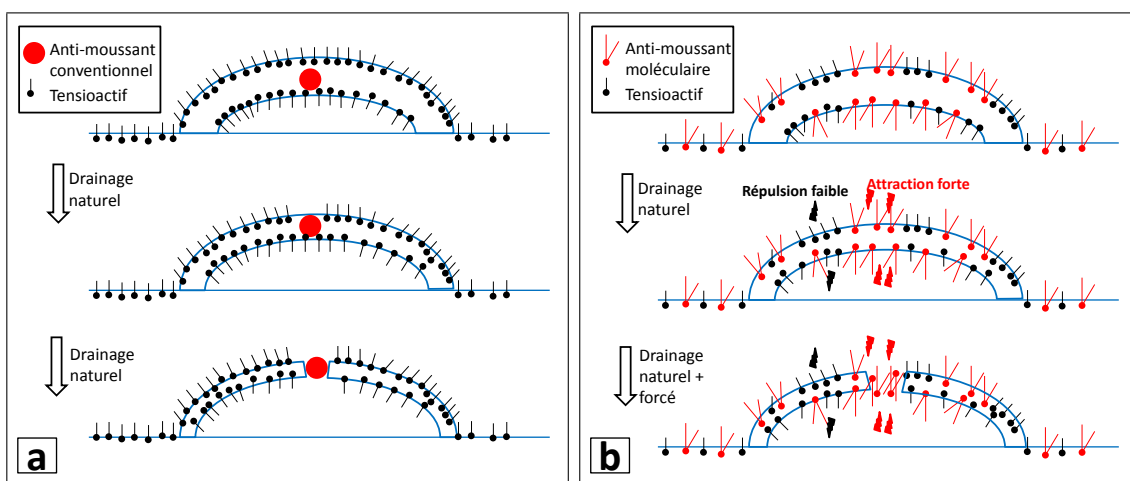 Anti-moussant
conventionnel
Tensioactif
Drainage
naturel
Drainage
naturel
a
Anti-moussant
moléculaire
Tensioactif
Répulsion faible
Attraction forte
Drainage
naturel
Drainage
naturel +
forcé
b